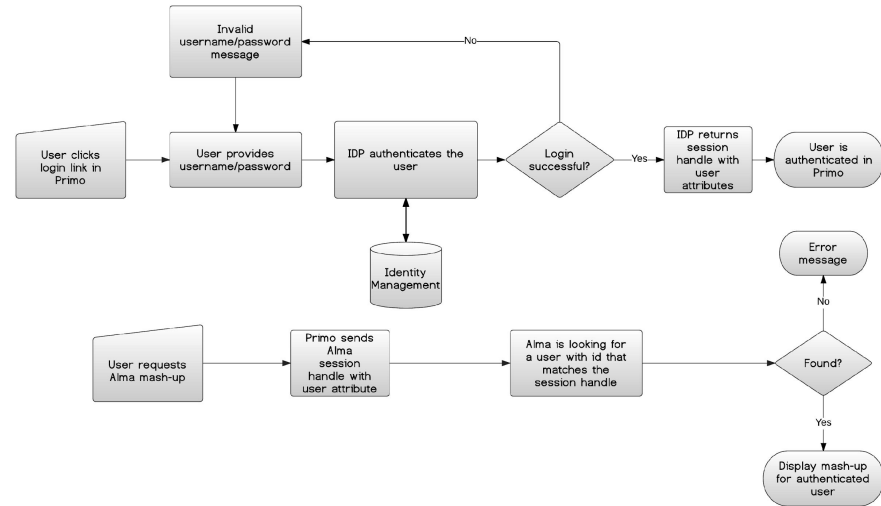 Invalid
username/password
message
No
User clicks
login link in
Primo
User provides
username/password
IDP authenticates the
user
Login
successful?
Yes
IDP returns
session
handle with
user
attributes
User is
authenticated in
Primo
Identity
Management
Error
message
No
User requests
Alma mash-up
Primo sends
Alma
session
handle with
user attribute
Alma is looking for
a user with id that
matches the
session handle
Found?
Yes
Display mash-up
for authenticated
user